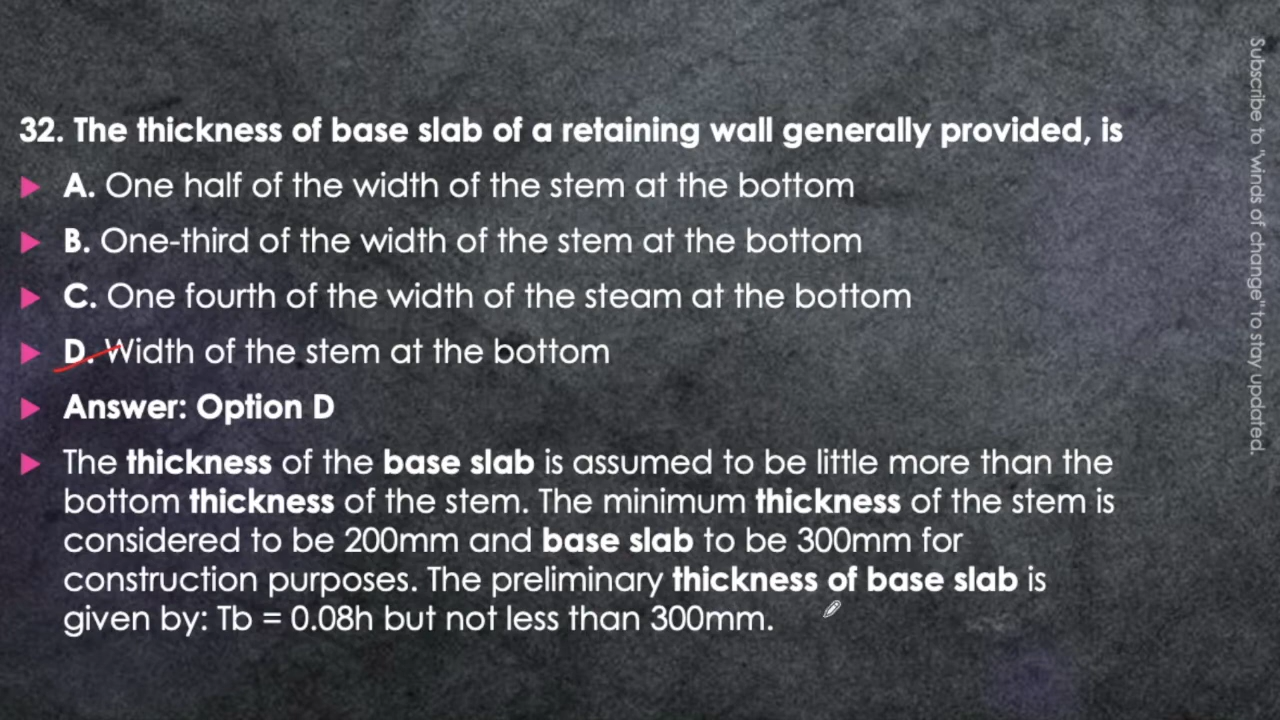 32. The thickness of base slab of a retaining wall generally provided, is
A. One half of the width of the stem at the bottom
B. One-third of the width of the stem at the bottom
C. One fourth of the width of the steam at the bottom
D. Width of the stem at the bottom
Answer: Option D
The thickness of the base slab is assumed to be little more than the
bottom thickness of the stem. The minimum thickness of the stem is
considered to be 200mm and base slab to be 300mm for
construction purposes. The preliminary thickness of base slab is
given by: Tb = 0.08h but not less than 300mm.
Subscribe to "winds of change" to stay updated.